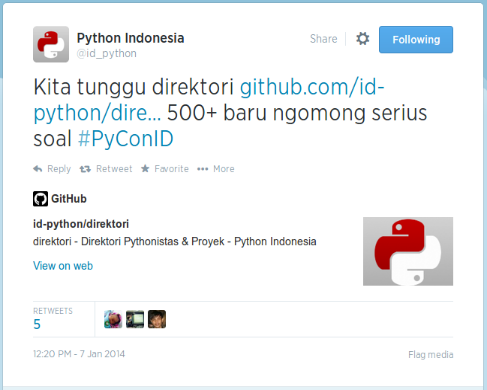 Python Indonesia
@id_python
Share
Following
Kita tunggu direktori github.com/id-
python/dire... 500+ baru ngomong serius
soal #PyConID
Reply Retweet Favorite More
GitHub
id-python/direktori
direktori - Direktori Pythonistas & Proyek - Python Indonesia
View on web
RETWEETS
5
12:20 PM - 7 Jan 2014
Flag media